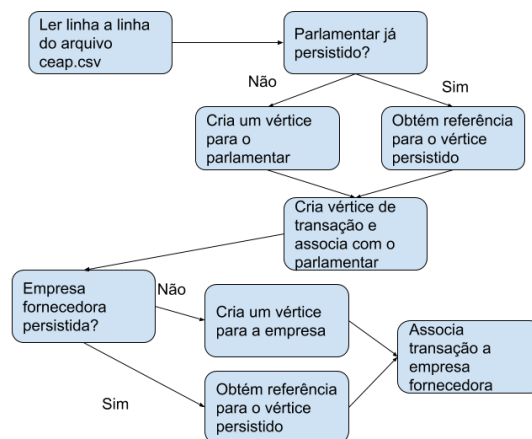 Ler linha a linha
do arquivo
ceap.csv
Parlamentar já
persistido?
Não
Sim
Cria um vértice
para o
parlamentar
Obtém referência
para o vértice
persistido
Cria vértice de
transação e
associa com o
parlamentar
Empresa
fornecedora
persistida?
Não
Sim
Cria um vértice
para a empresa
Obtém referência
para o vértice
persistido
Associa
transação a
empresa
fornecedora